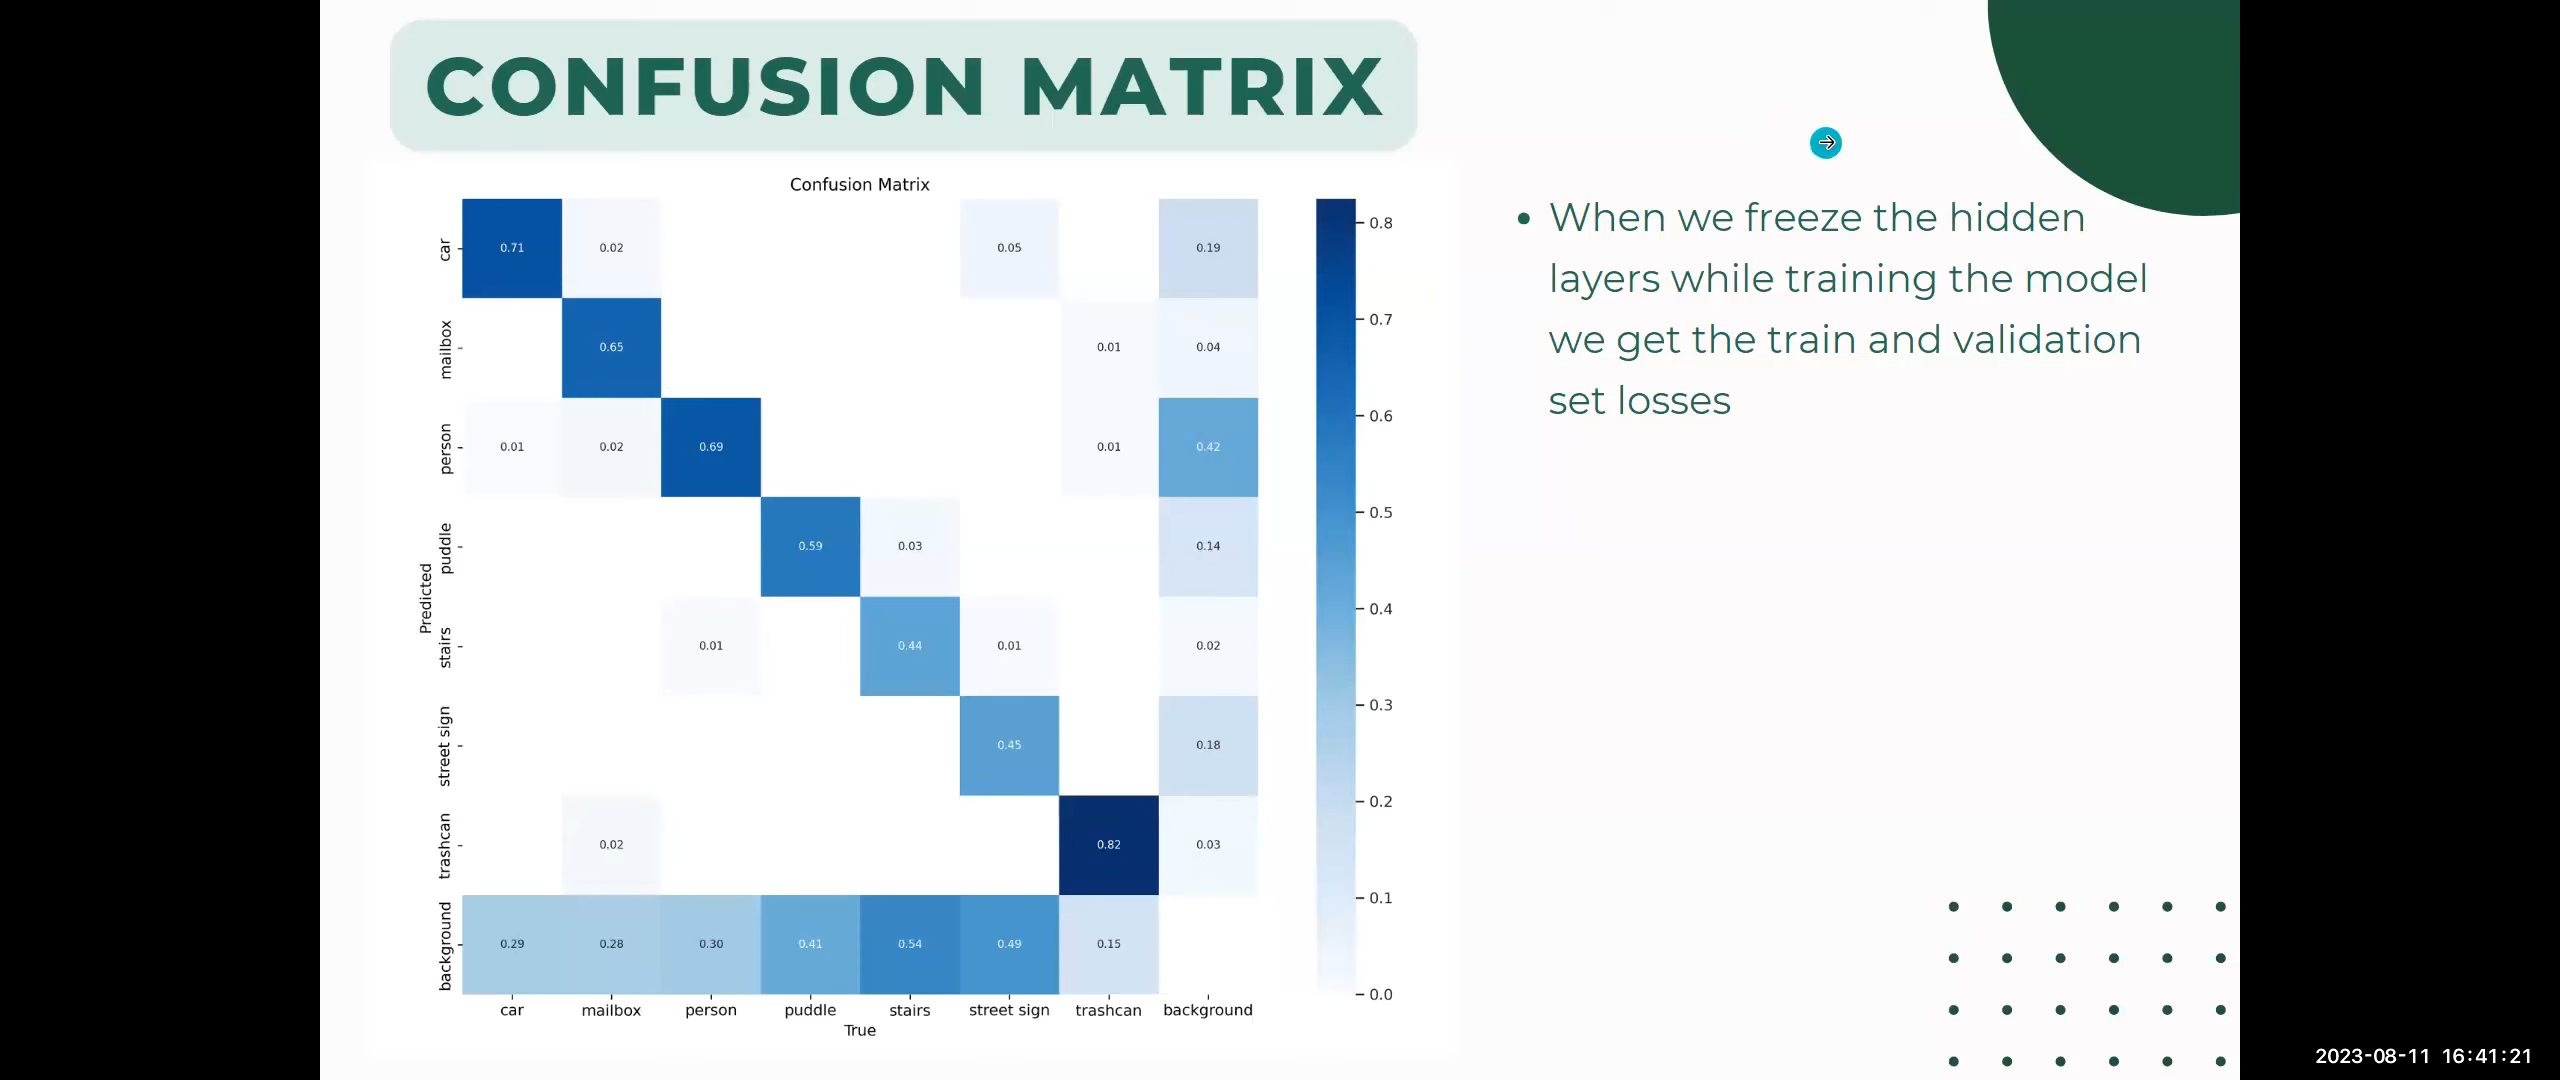 CONFUSION MATRIX
Confusion Matrix
When we freeze the hidden
layers while training the model
we get the train and validation
set losses
Predicted
car 0.71 0.02 0.05 0.19
mailbox 0.65 0.01 0.04
person 0.01 0.02 0.69 0.01 0.42
puddle 0.59 0.03 0.14
stairs 0.01 0.44 0.01 0.02
street sign 0.45 0.18
trashcan 0.02 0.82 0.03
background 0.29 0.28 0.30 0.41 0.54 0.49 0.15
car mailbox person puddle stairs street sign trashcan background
True
0.8
0.7
0.6
0.5
0.4
0.3
0.2
0.1
0.0
2023-08-11 16:41:21